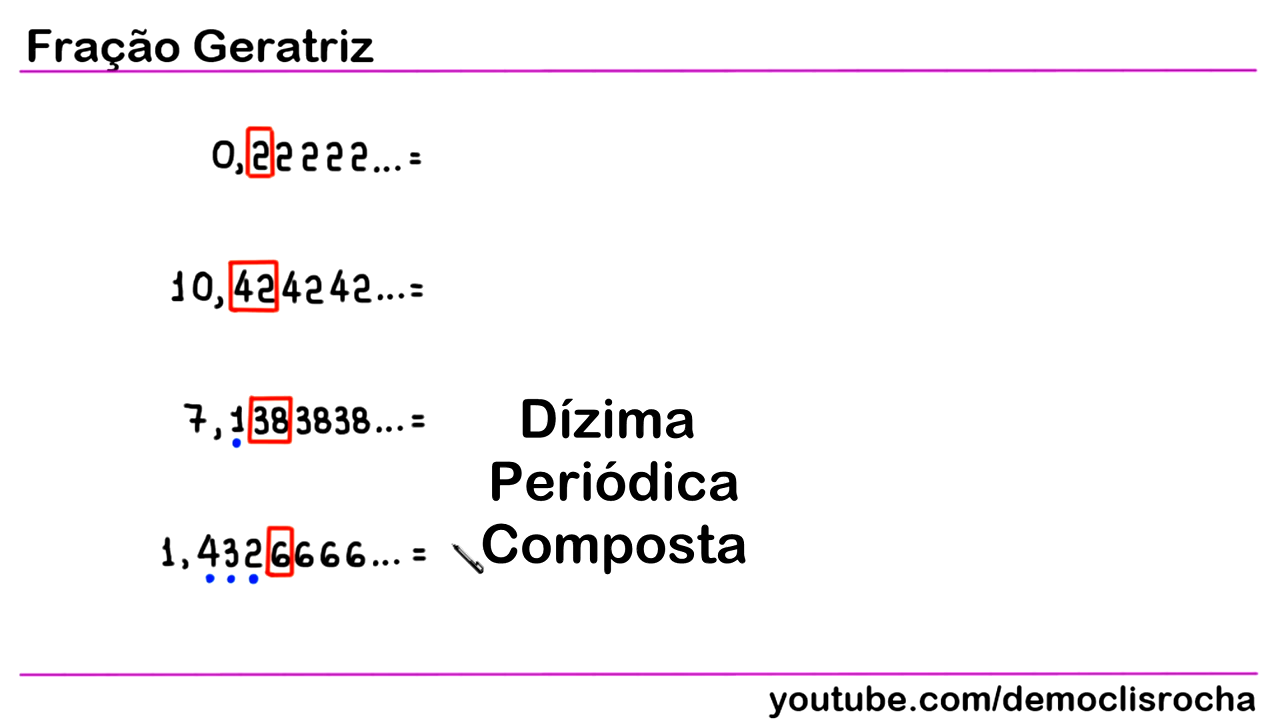 Fração Geratriz
0,22222...=
10,424242...=
7,1383838...=
1,4326666...=
Dízima
Periódica
Composta
youtube.com/democlisrocha